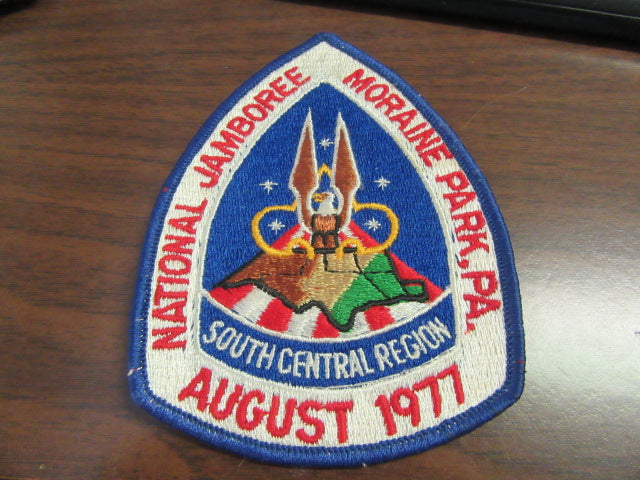 NATIONAL JAMBOREE
MORAINE PARK, PA.
SOUTH CENTRAL REGION
AUGUST 1977